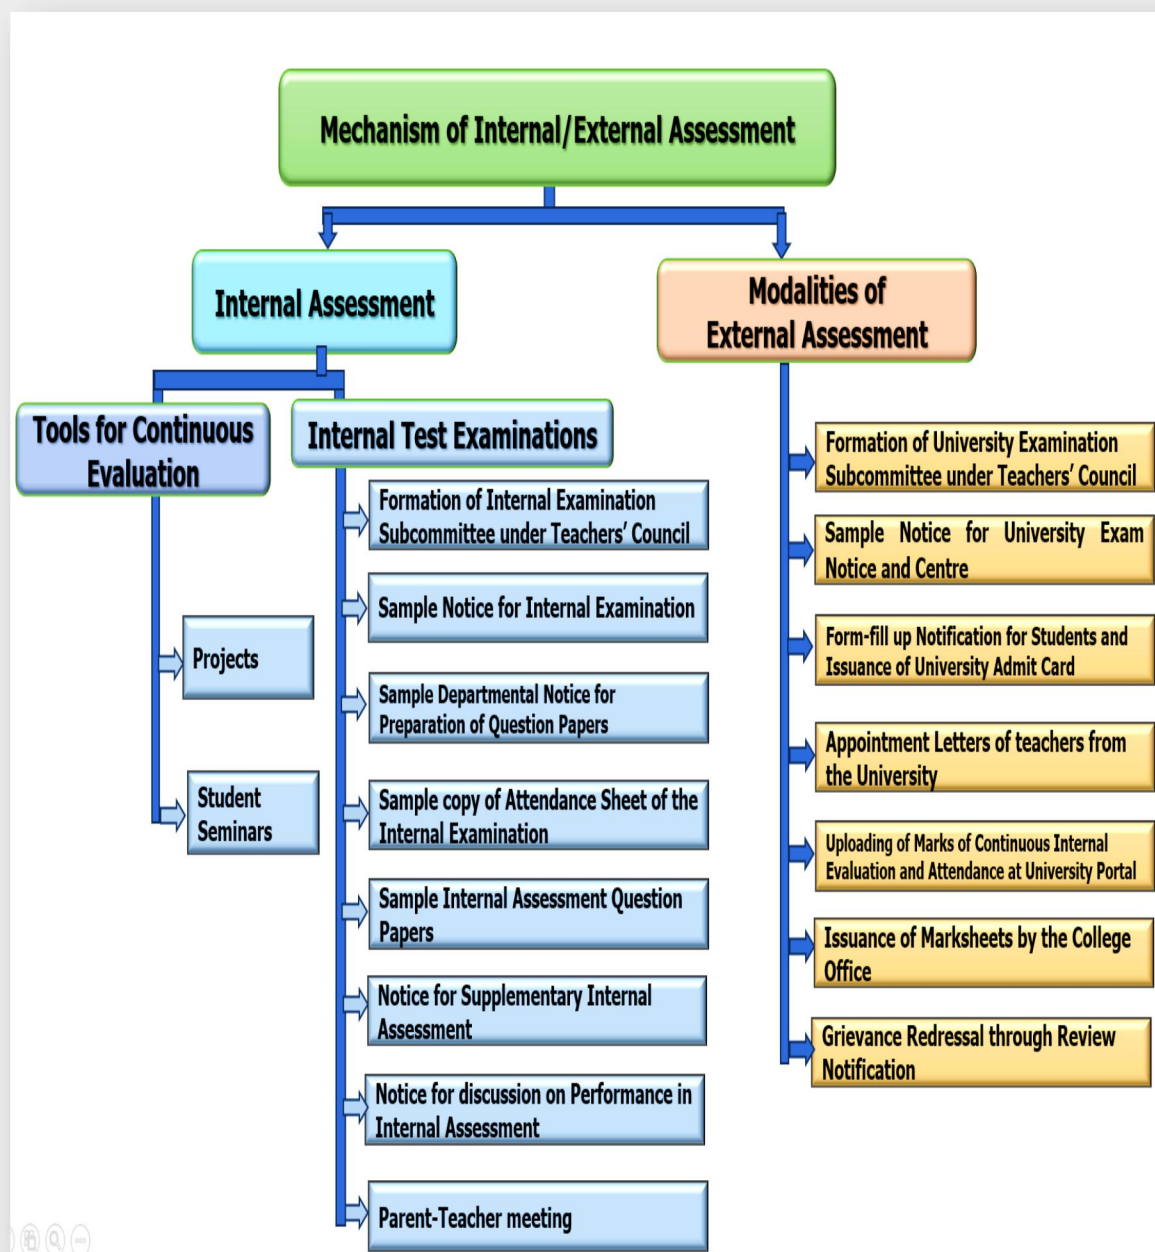 Mechanism of Internal/External Assessment
Internal Assessment
Modalities of
External Assessment
Tools for Continuous
Evaluation
Internal Test Examinations
Projects
Student
Seminars
Formation of Internal Examination
Subcommittee under Teachers' Council
Sample Notice for Internal Examination
Sample Departmental Notice for
Preparation of Question Papers
Sample copy of Attendance Sheet of the
Internal Examination
Sample Internal Assessment Question
Papers
Notice for Supplementary Internal
Assessment
Notice for discussion on Performance in
Internal Assessment
Parent-Teacher meeting
Formation of University Examination
Subcommittee under Teachers' Council
Sample Notice for University Exam
Notice and Centre
Form-fill up Notification for Students and
Issuance of University Admit Card
Appointment Letters of teachers from
the University
Uploading of Marks of Continuous Internal
Evaluation and Attendance at University Portal
Issuance of Marksheets by the College
Office
Grievance Redressal through Review
Notification